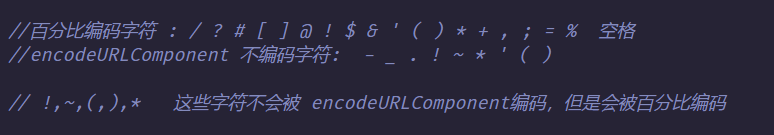 //百分比编码字符 : / ? # [ ] @ ! $ & ' ( ) * + , ; = %  空格
//encodeURLComponent 不编码字符:  - _ . ! ~ * ' ( )
// !,~,(,),*   这些字符不会被 encodeURLComponent编码, 但是会被百分比编码